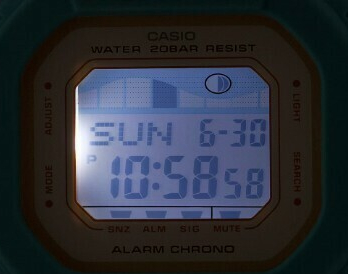 CASIO
WATER 20BAR RESIST
ADJUST
LIGHT
SUN 6-30
P 10:58 58
MODE
SEARCH
SNZ ALM SIG MUTE
ALARM CHRONO